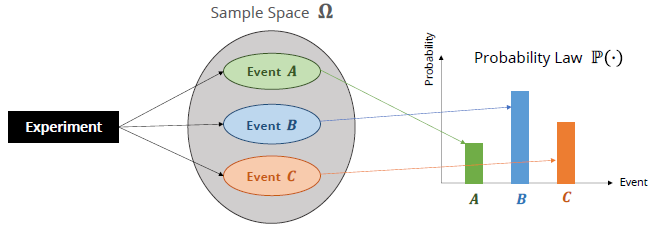 Sample Space Ω
Experiment
Event A
Event B
Event C
Probability
Probability Law ℙ(·)
Event
A
B
C